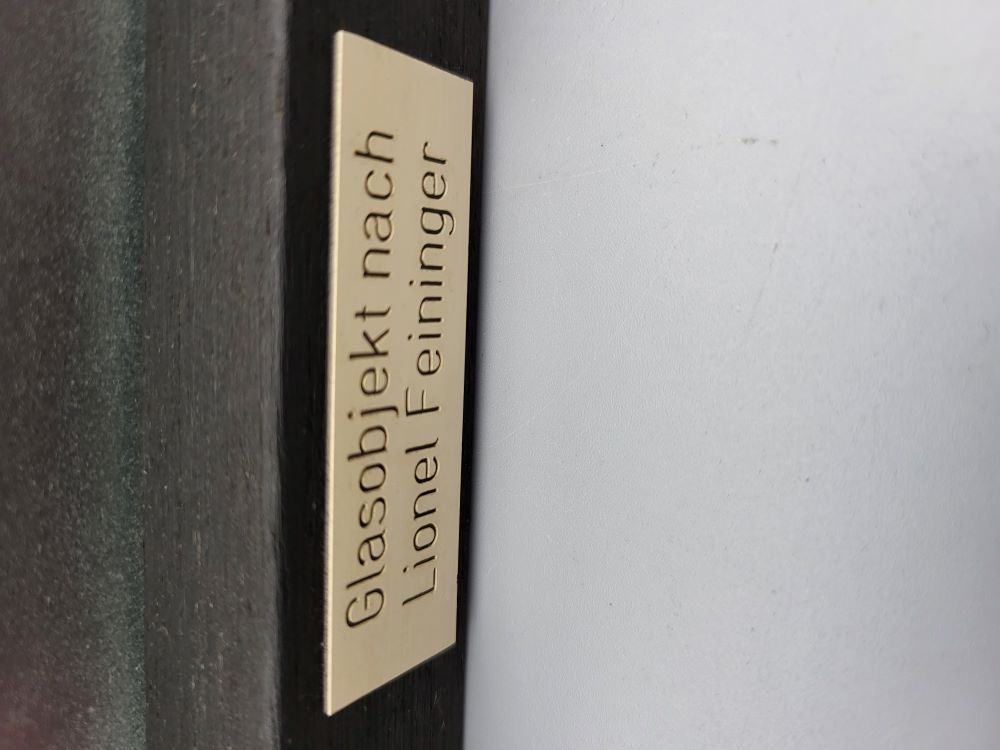 Glasobjekt nach
Lionel Feininger